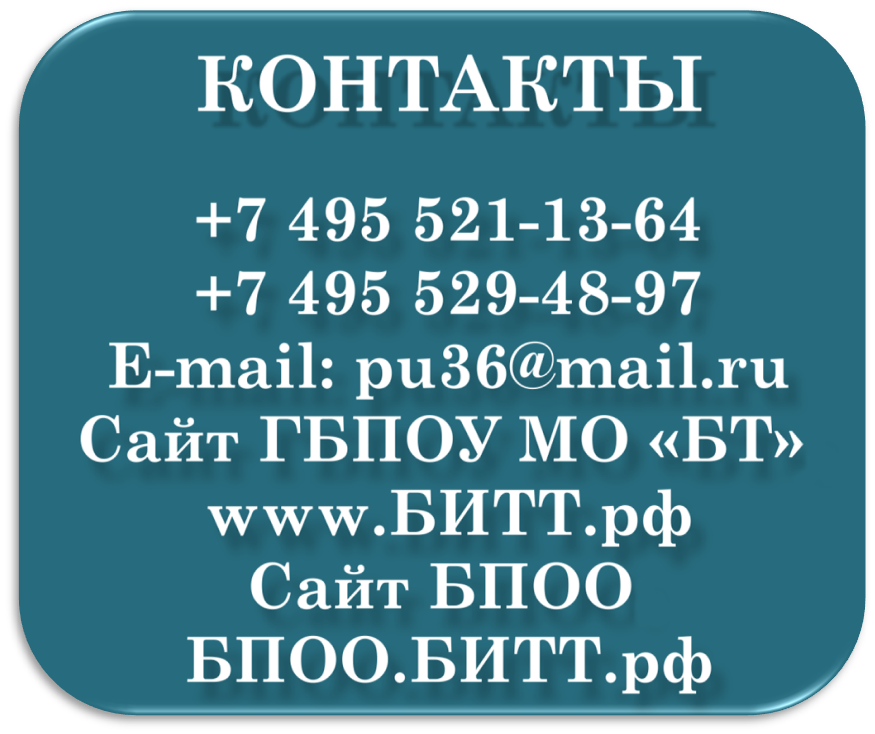 КОНТАКТЫ
+7 495 521-13-64
+7 495 529-48-97
E-mail: pu36@mail.ru
Сайт ГБПОУ МО «БТ»
www.БИТТ.рф
Сайт БПОО
БПОО.БИТТ.рф